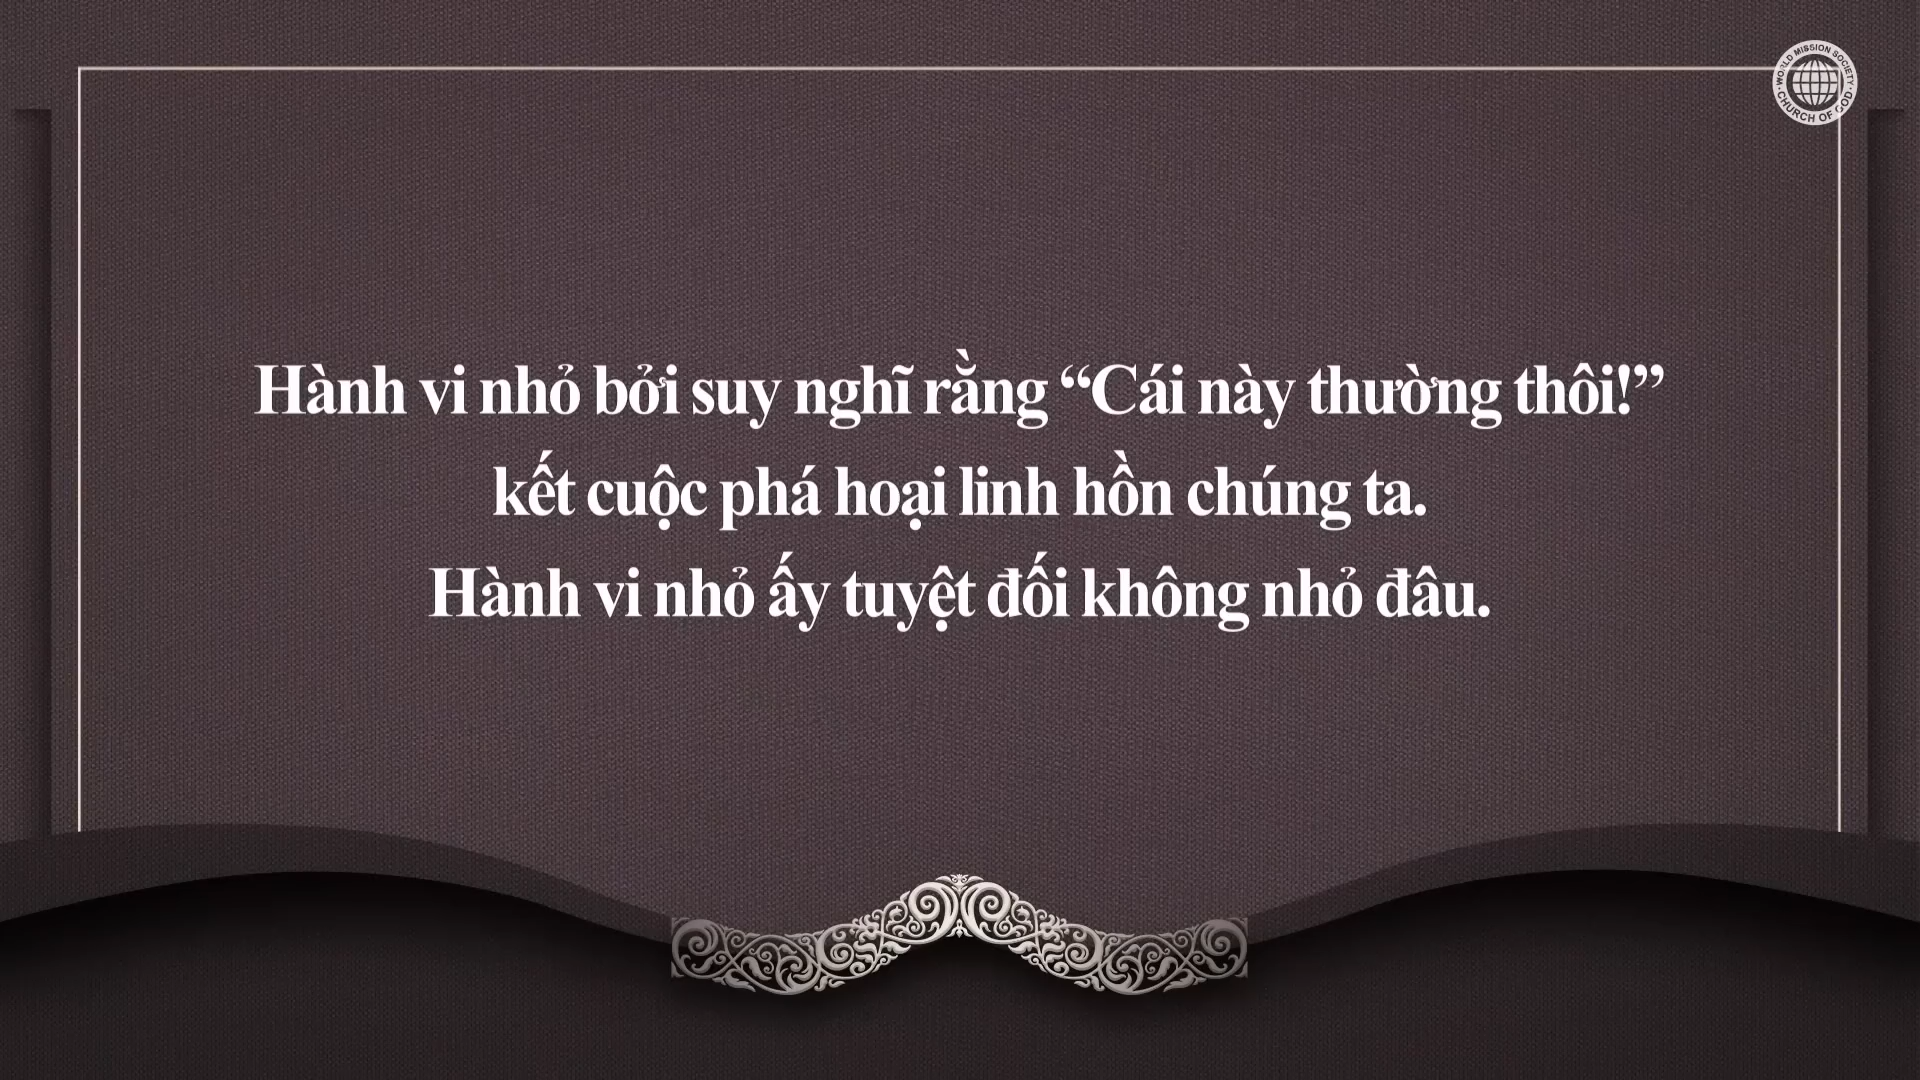 WORLD MISSION SOCIETY
CHURCH OF GOD
Hành vi nhỏ bởi suy nghĩ rằng “Cái này thường thôi!”
kết cuộc phá hoại linh hồn chúng ta.
Hành vi nhỏ ấy tuyệt đối không nhỏ đâu.